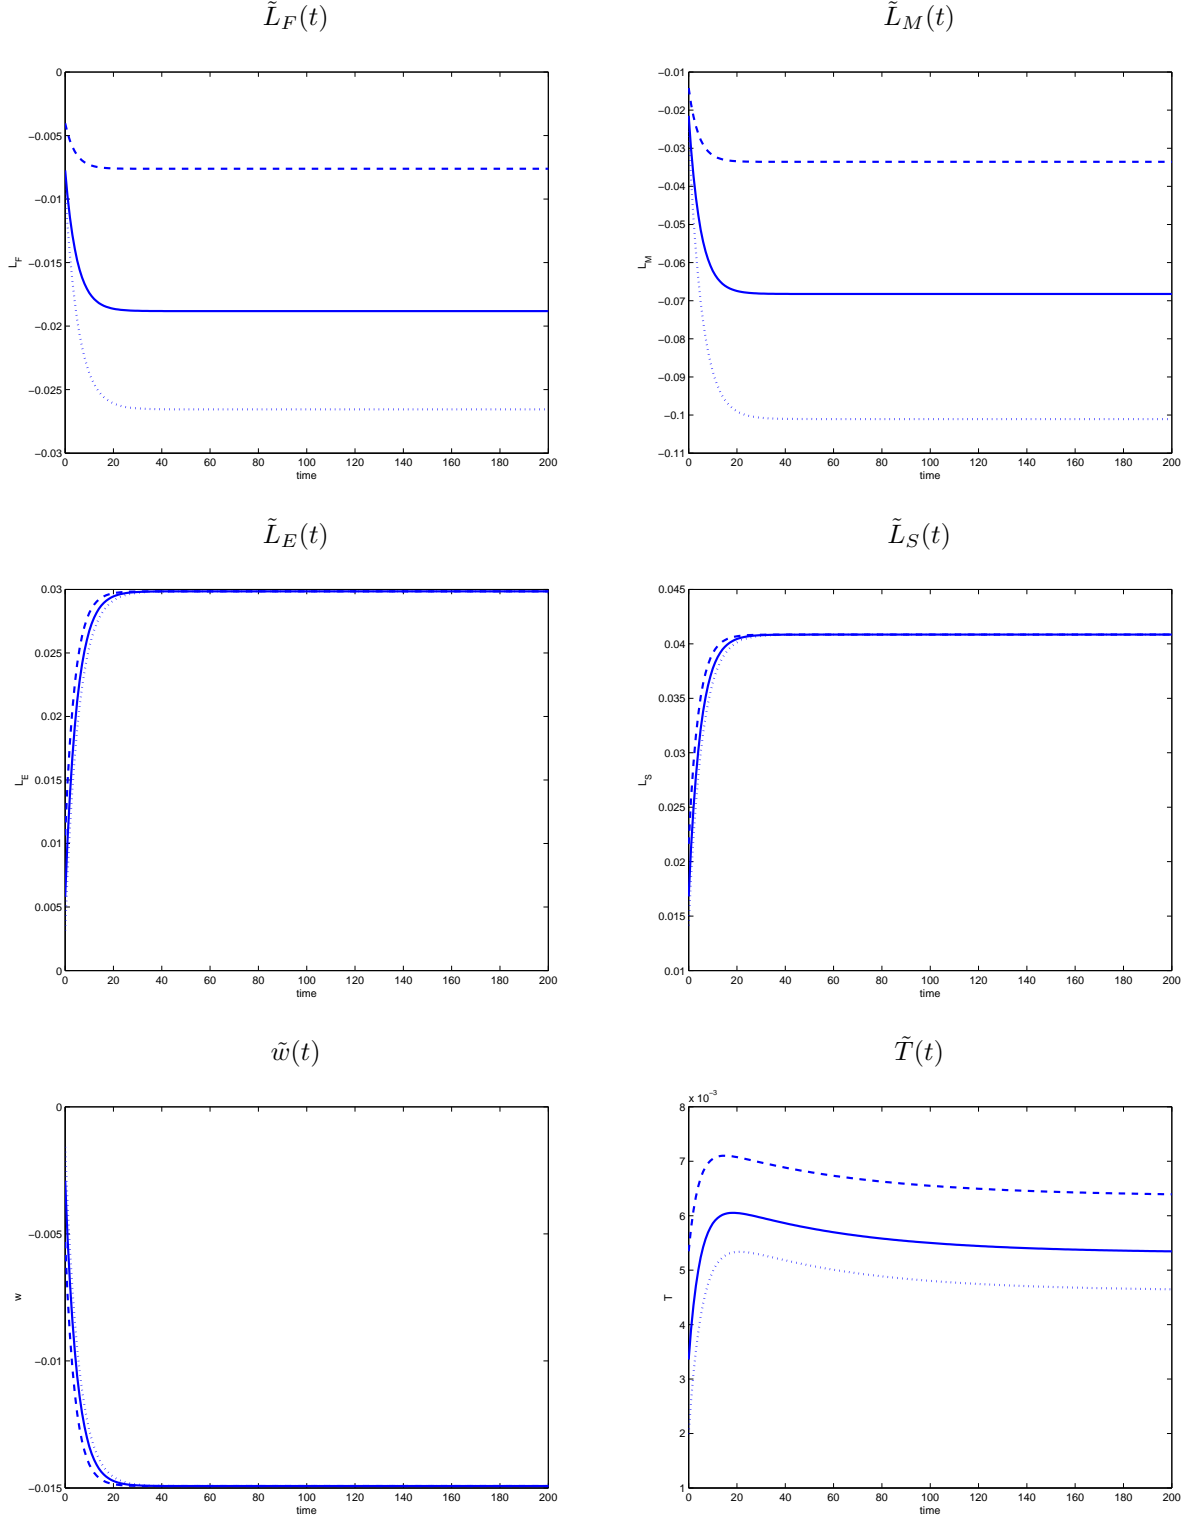 L̃_F(t)
L̃_M(t)
0
−0.005
−0.01
−0.015
−0.02
−0.025
−0.03
L_F
0 20 40 60 80 100 120 140 160 180 200
time
−0.01
−0.02
−0.03
−0.04
−0.05
−0.06
−0.07
−0.08
−0.09
−0.1
−0.11
L_M
0 20 40 60 80 100 120 140 160 180 200
time
L̃_E(t)
L̃_S(t)
0.03
0.025
0.02
0.015
0.01
0.005
0
L_E
0 20 40 60 80 100 120 140 160 180 200
time
0.045
0.04
0.035
0.03
0.025
0.02
0.015
0.01
L_S
0 20 40 60 80 100 120 140 160 180 200
time
w̃(t)
T̃(t)
0
−0.005
−0.01
−0.015
w
0 20 40 60 80 100 120 140 160 180 200
time
x 10⁻³
8
7
6
5
4
3
2
1
T
0 20 40 60 80 100 120 140 160 180 200
time